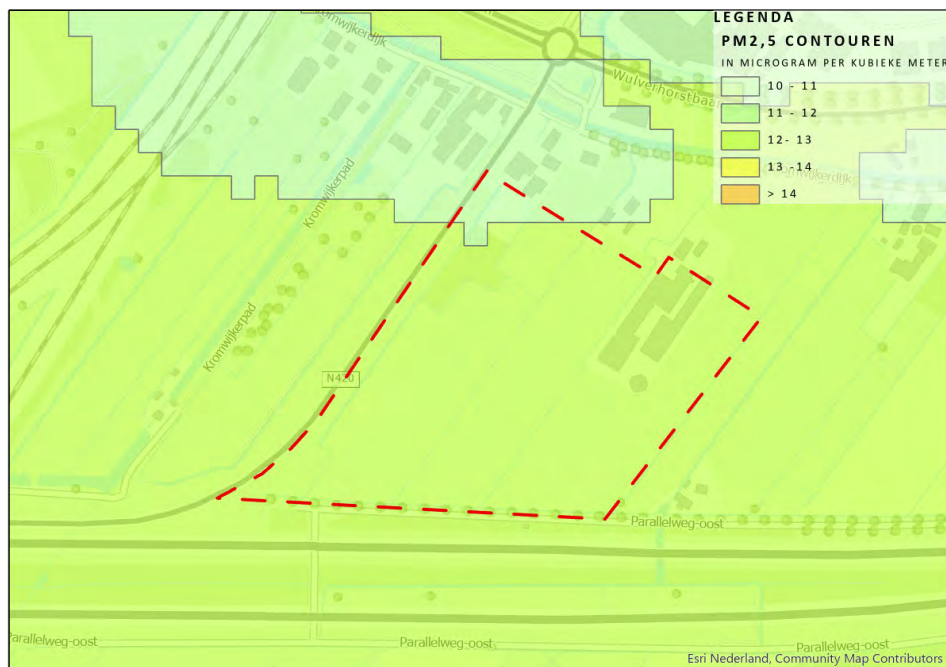 LEGENDA
PM2,5 CONTOUREN
IN MICROGRAM PER KUBIEKE METER
10 - 11
11 - 12
12- 13
13 -14
> 14
Kromwijkerdijk
Wulverhorstbaan
Kromwijkerdijk
Kromwijkerpad
Kromwijkerpad
N420
Parallelweg-oost
Parallelweg-oost
Parallelweg-oost
Parallelweg-oost
Esri Nederland, Community Map Contributors